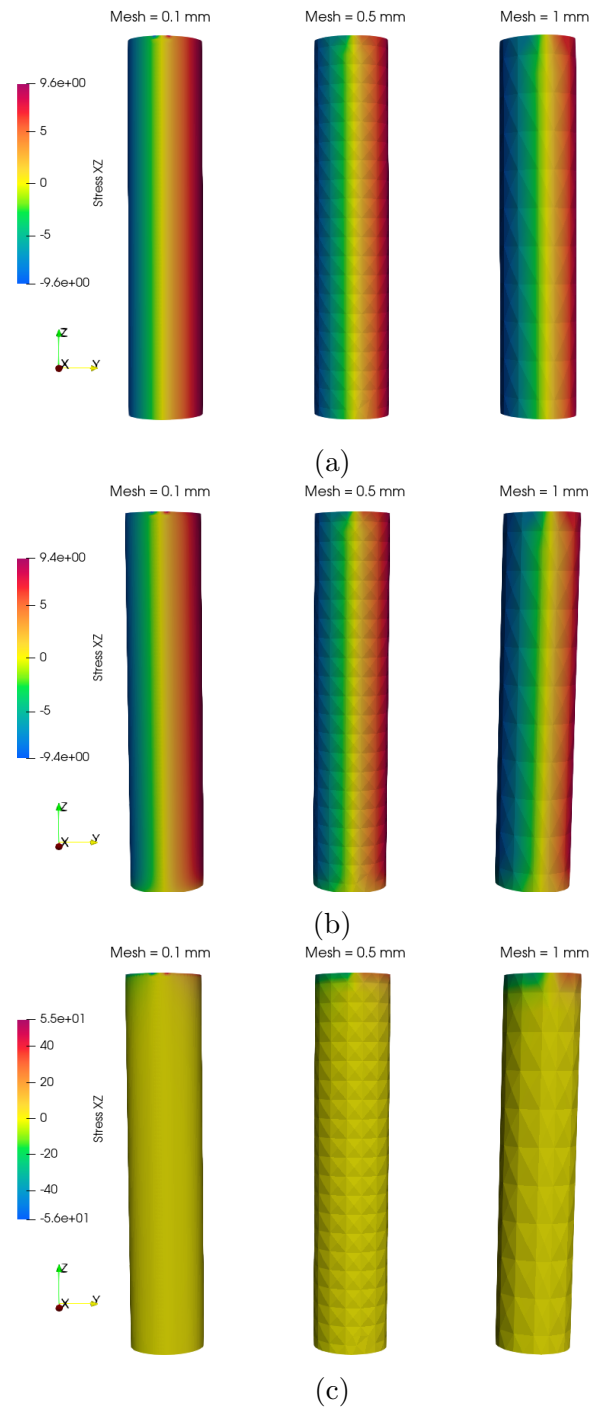 Mesh = 0.1 mm Mesh = 0.5 mm Mesh = 1 mm
9.6e+00
5
0
-5
-9.6e+00
Stress XZ
Z
X Y
(a)
Mesh = 0.1 mm Mesh = 0.5 mm Mesh = 1 mm
9.4e+00
5
0
-5
-9.4e+00
Stress XZ
Z
X Y
(b)
Mesh = 0.1 mm Mesh = 0.5 mm Mesh = 1 mm
5.5e+01
40
20
0
-20
-40
-5.6e+01
Stress XZ
Z
X Y
(c)